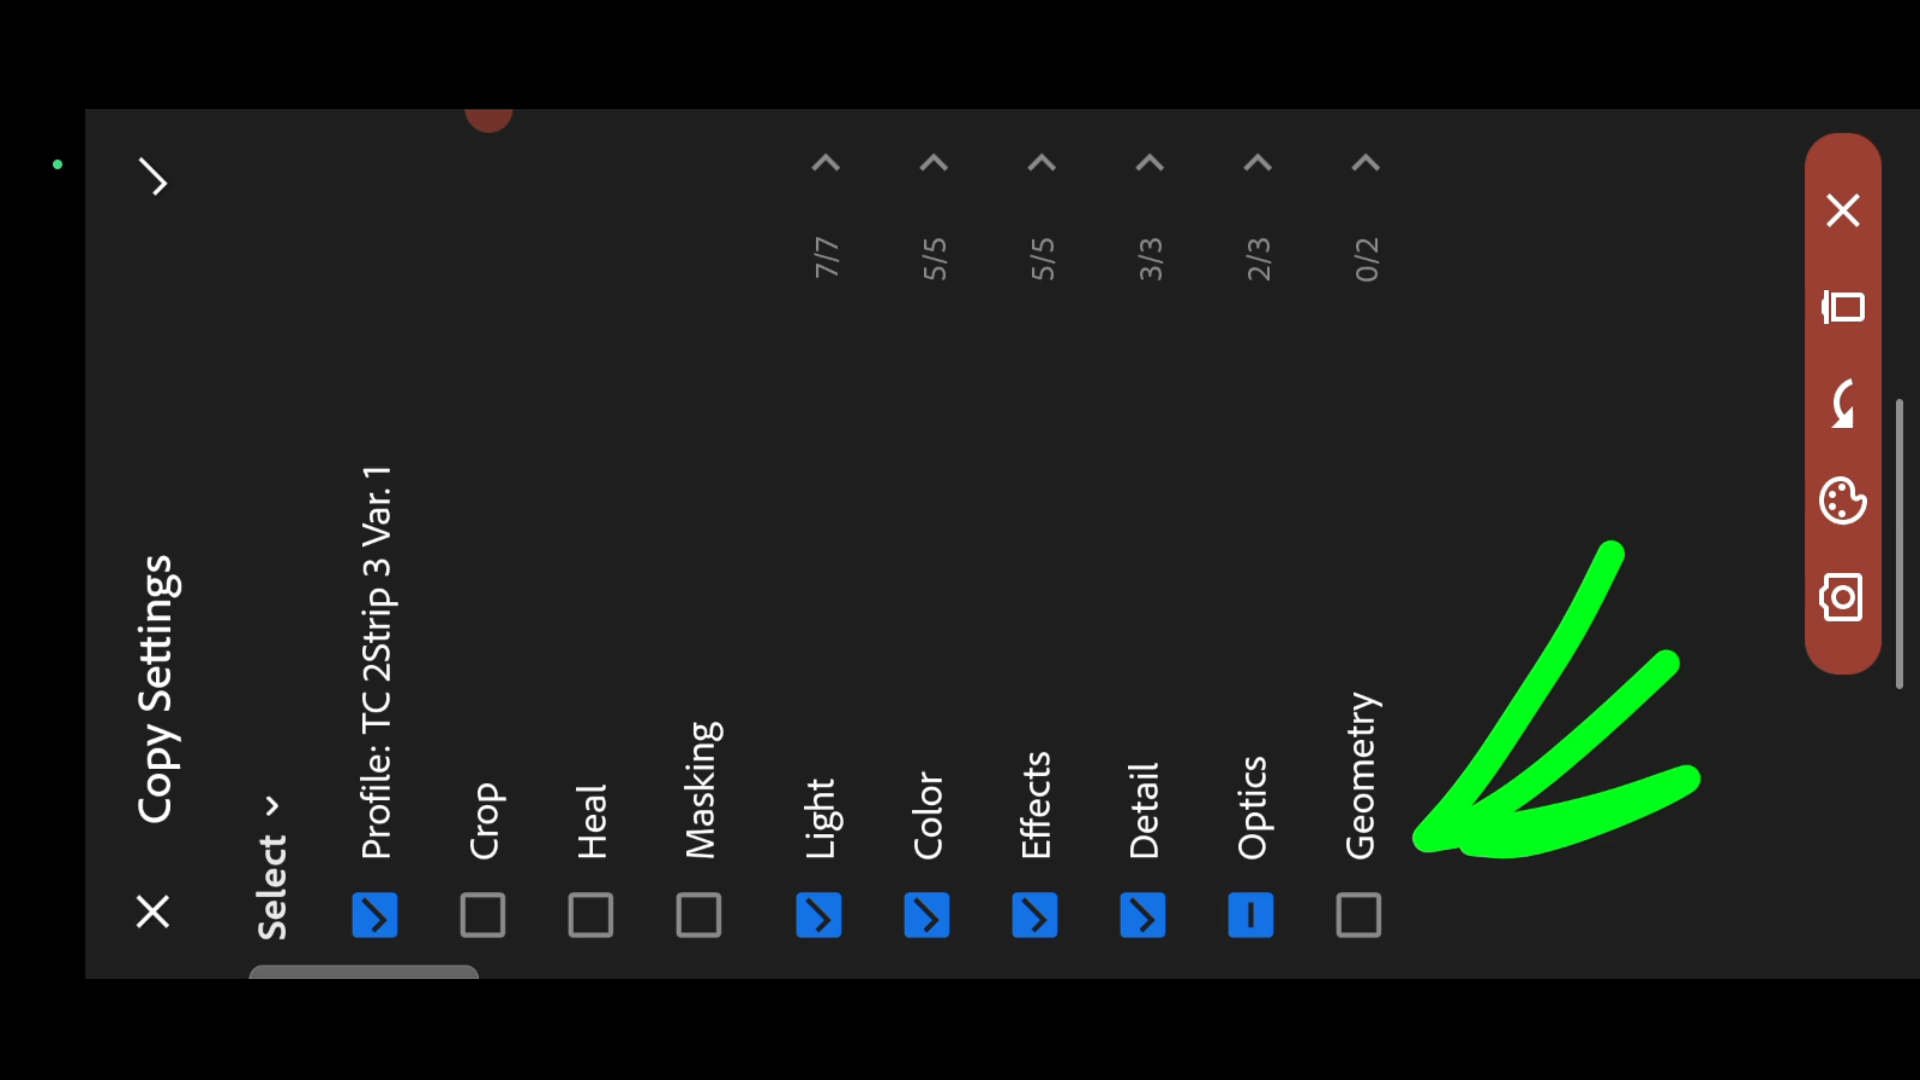 Copy Settings
Select
Profile: TC 2Strip 3 Var. 1
Crop
Heal
Masking
Light 7/7
Color 5/5
Effects 5/5
Detail 3/3
Optics 2/3
Geometry 0/2